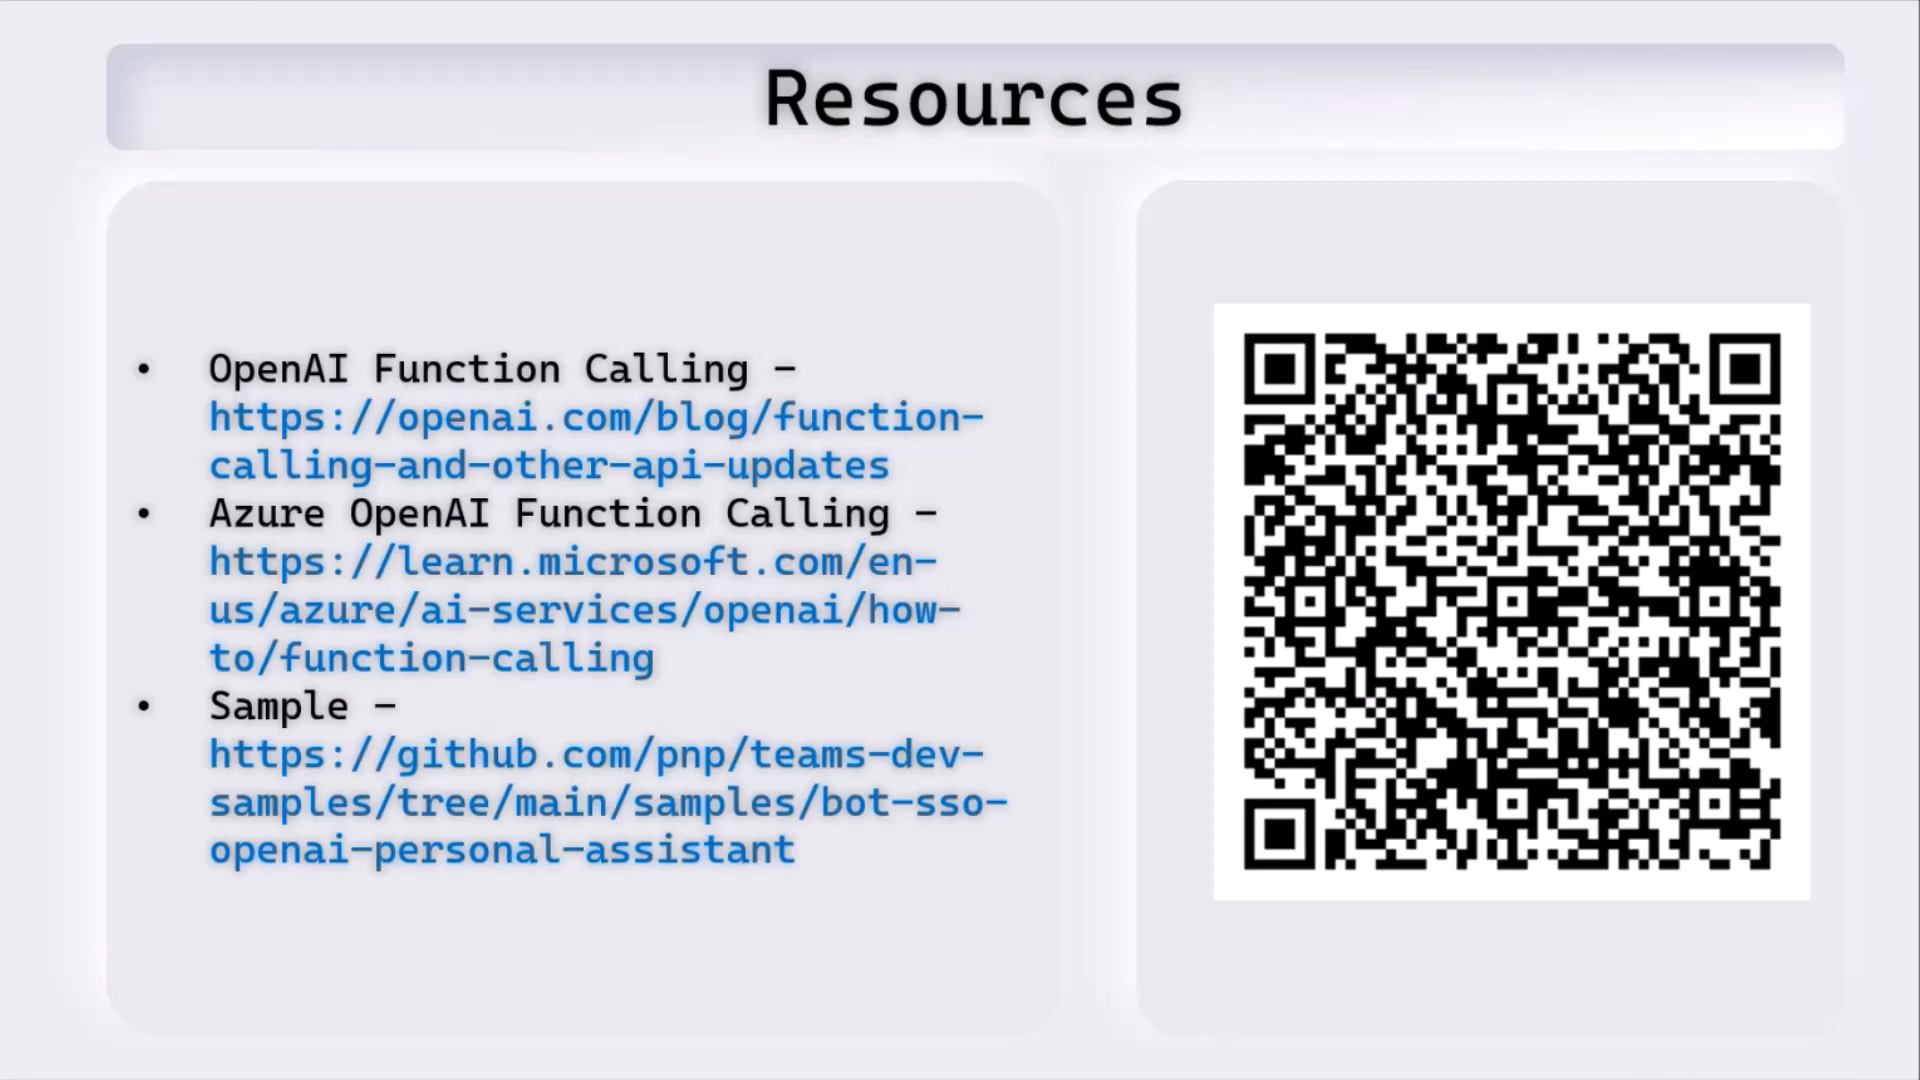 Resources
• OpenAI Function Calling –
https://openai.com/blog/function-
calling-and-other-api-updates
• Azure OpenAI Function Calling –
https://learn.microsoft.com/en-
us/azure/ai-services/openai/how-
to/function-calling
• Sample –
https://github.com/pnp/teams-dev-
samples/tree/main/samples/bot-sso-
openai-personal-assistant